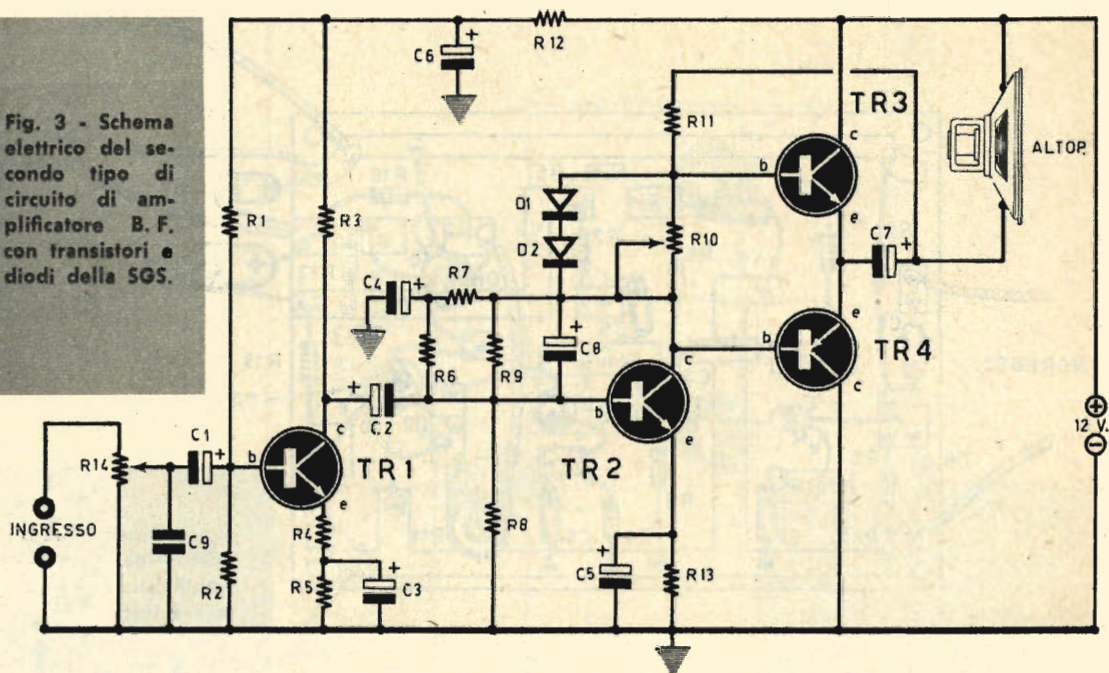 Fig. 3 - Schema
elettrico del se-
condo tipo di
circuito di am-
plificatore B. F.
con transistori e
diodi della SGS.
C6 +
R12
R11
TR3
c
b
e
ALTOP.
R1
R3
D1
D2
R10
C7 +
C4 +
R7
R6
R9
C8
e
b
c
TR4
C1 +
+ C2
c
b
e
TR1
c
b
e
TR2
+
12 V.
-
R14
INGRESSO
C9
R2
R4
R5
+
C3
R8
+
C5
R13